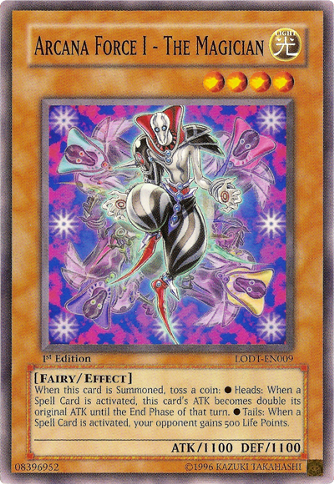 ARCANA FORCE I - THE MAGICIAN
LIGHT
光
1st Edition
LODT-EN009
[FAIRY/EFFECT]
When this card is Summoned, toss a coin: ● Heads: When a
Spell Card is activated, this card's ATK becomes double its
original ATK until the End Phase of that turn. ● Tails: When a
Spell Card is activated, your opponent gains 500 Life Points.
ATK/1100 DEF/1100
08396952
©1996 KAZUKI TAKAHASHI